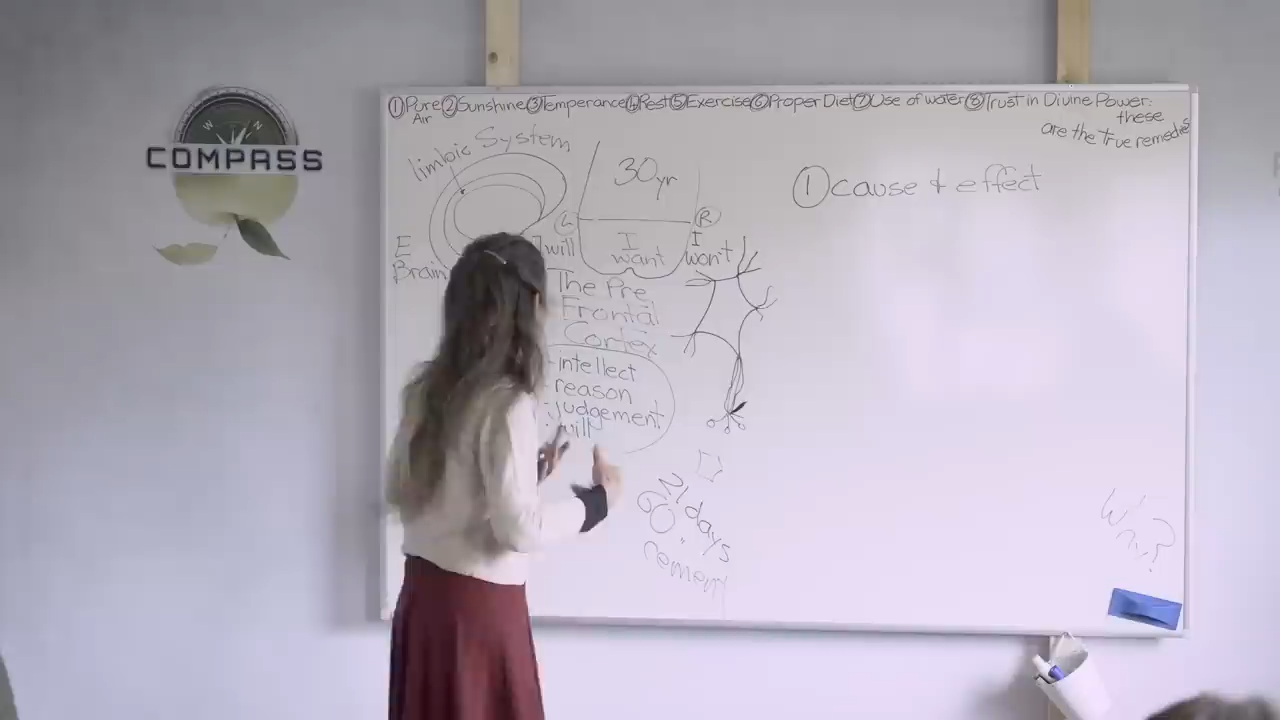 W N
COMPASS
①Pure ②Sunshine ③Temperance ④Rest ⑤Exercise ⑥Proper Diet ⑦Use of water ⑧Trust in Divine Power.
Air
these
are the true remedies
limbic System
30yr
L
R
E
Brain
will
I
want
I
won't
The Pre
Frontal
Cortex
-intellect
-reason
judgement
will
21 days
60 "
cement
① cause & effect
Why?